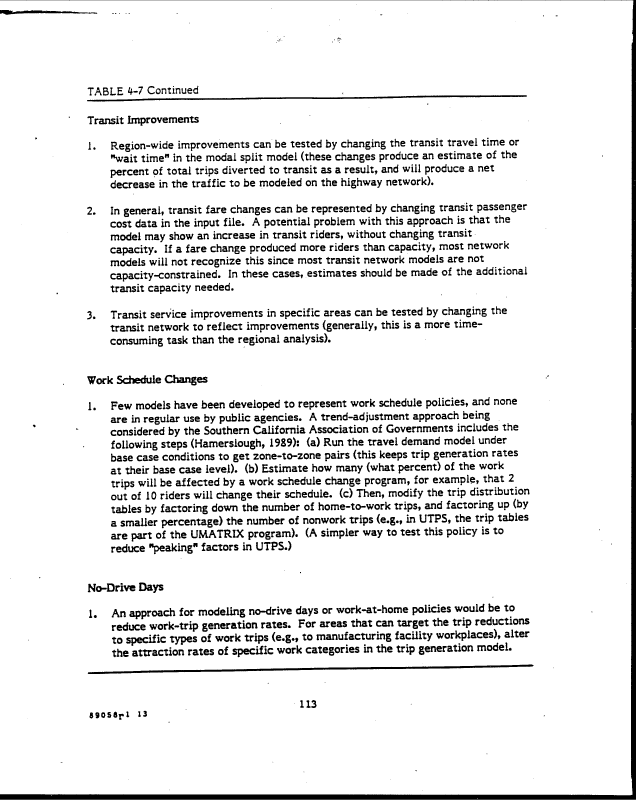 TABLE 4-7 Continued
Transit Improvements
1. Region-wide improvements can be tested by changing the transit travel time or
"wait time" in the modal split model (these changes produce an estimate of the
percent of total trips diverted to transit as a result, and will produce a net
decrease in the traffic to be modeled on the highway network).
2. In general, transit fare changes can be represented by changing transit passenger
cost data in the input file. A potential problem with this approach is that the
model may show an increase in transit riders, without changing transit
capacity. If a fare change produced more riders than capacity, most network
models will not recognize this since most transit network models are not
capacity-constrained. In these cases, estimates should be made of the additional
transit capacity needed.
3. Transit service improvements in specific areas can be tested by changing the
transit network to reflect improvements (generally, this is a more time-
consuming task than the regional analysis).
Work Schedule Changes
1. Few models have been developed to represent work schedule policies, and none
are in regular use by public agencies. A trend-adjustment approach being
considered by the Southern California Association of Governments includes the
following steps (Hamerslough, 1989): (a) Run the travel demand model under
base case conditions to get zone-to-zone pairs (this keeps trip generation rates
at their base case level). (b) Estimate how many (what percent) of the work
trips will be affected by a work schedule change program, for example, that 2
out of 10 riders will change their schedule. (c) Then, modify the trip distribution
tables by factoring down the number of home-to-work trips, and factoring up (by
a smaller percentage) the number of nonwork trips (e.g., in UTPS, the trip tables
are part of the UMATRIX program). (A simpler way to test this policy is to
reduce "peaking" factors in UTPS.)
No-Drive Days
1. An approach for modeling no-drive days or work-at-home policies would be to
reduce work-trip generation rates. For areas that can target the trip reductions
to specific types of work trips (e.g., to manufacturing facility workplaces), alter
the attraction rates of specific work categories in the trip generation model.
113
89058r1 13